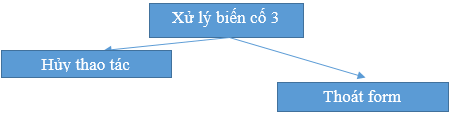 Xử lý biến cố 3
Hủy thao tác
Thoát form